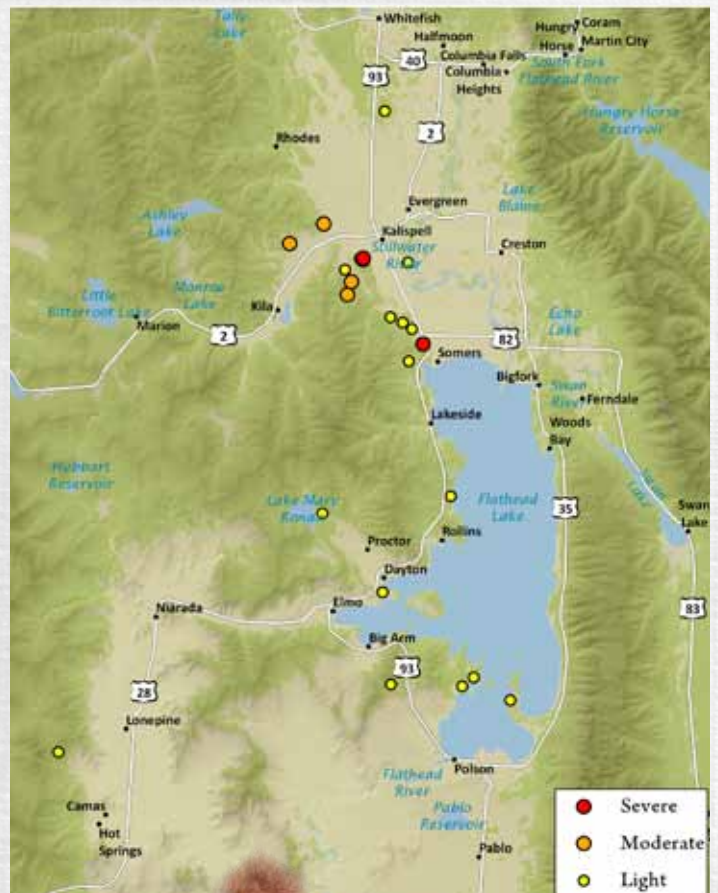 Tally
Lake
Whitefish
Halfmoon
Hungry
Horse
Coram
Martin City
40
Columbia Falls
Columbia
Heights
South Fork
Flathead River
93
2
Hungry Horse
Reservoir
Rhodes
Ashley
Lake
Evergreen
Lake
Blaine
Kalispell
Stillwater
River
Creston
Little
Bitterroot Lake
Monroe
Lake
Kila
Marion
2
Echo
Lake
82
Somers
Bigfork
Swan
River
Ferndale
Lakeside
Woods
Bay
Hubbart
Reservoir
Lake Mary
Ronan
Flathead
Lake
35
Swan
Lake
Swan
Lake
Proctor
Rollins
Dayton
Niarada
Elmo
83
Big Arm
93
28
Lonepine
Polson
Flathead
River
Camas
Hot
Springs
Pablo
Reservoir
Pablo
Severe
Moderate
Light